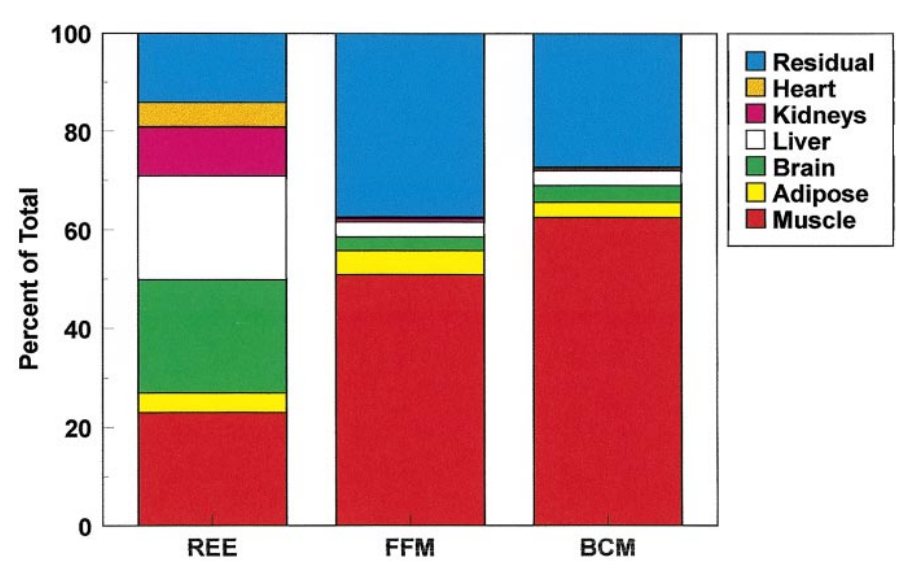 Percent of Total
100
80
60
40
20
0
REE
FFM
BCM
Residual
Heart
Kidneys
Liver
Brain
Adipose
Muscle